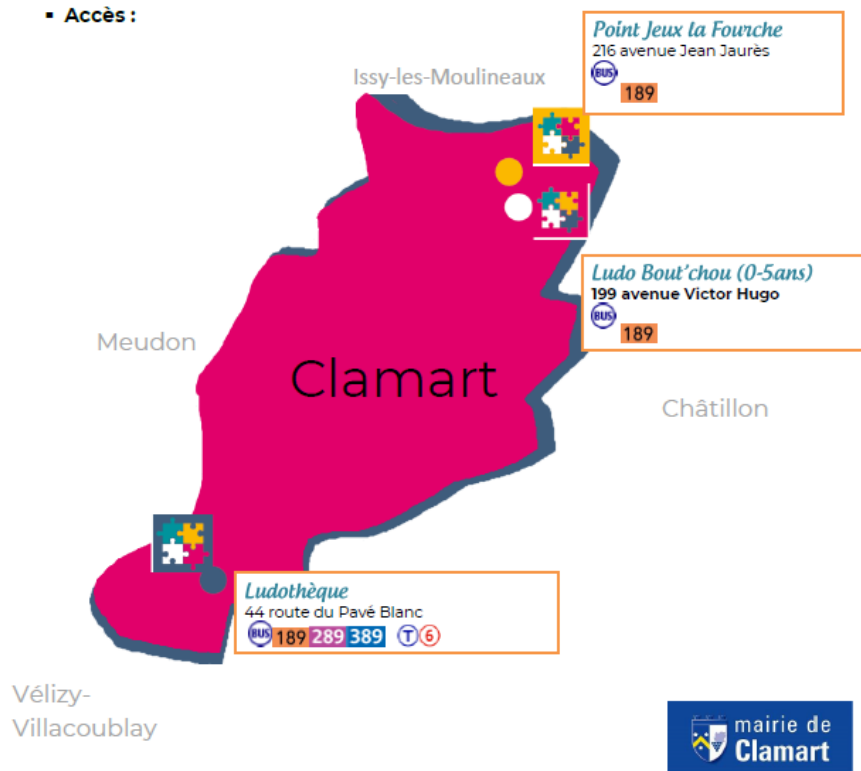 ▪ Accès :
Point Jeux la Fourche
216 avenue Jean Jaurès
BUS
189
Issy-les-Moulineaux
Ludo Bout'chou (0-5ans)
199 avenue Victor Hugo
BUS
189
Meudon
Clamart
Châtillon
Ludothèque
44 route du Pavé Blanc
BUS 189 289 389 T 6
Vélizy-
Villacoublay
mairie de
Clamart